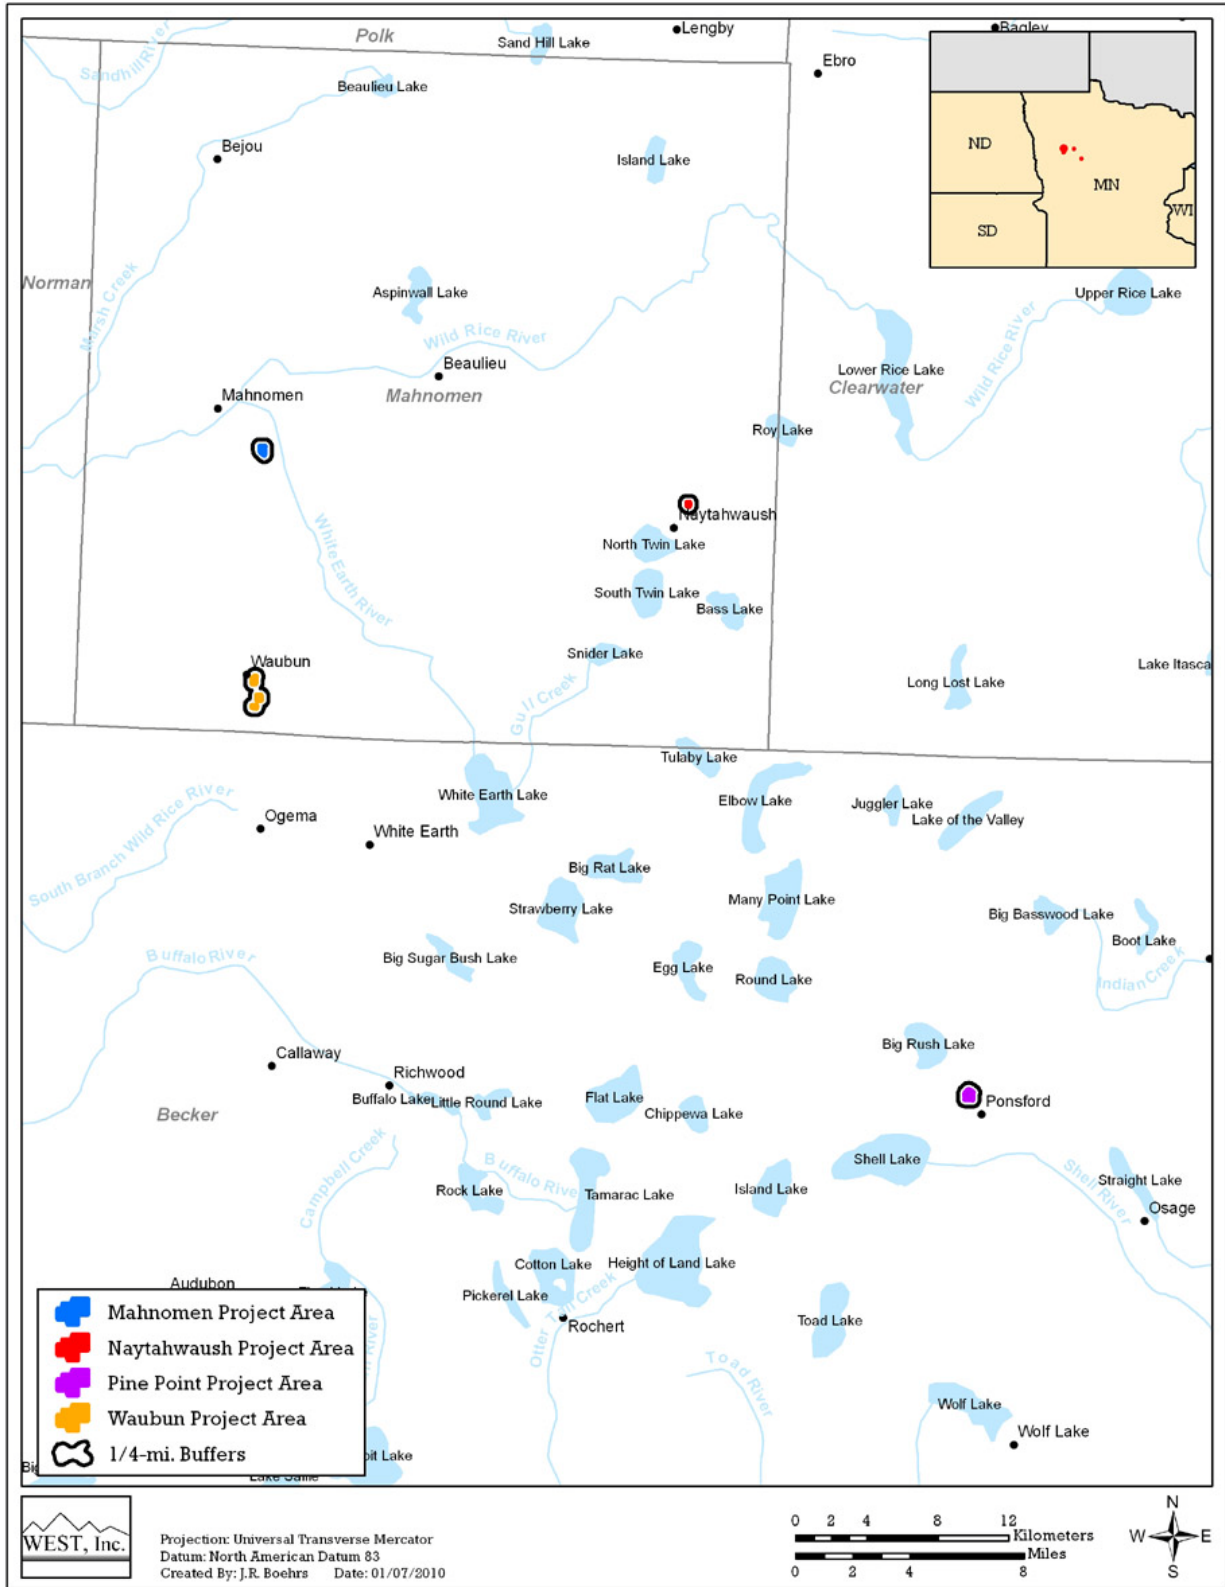 Polk
Lengby
Bagley
Sand Hill Lake
Sandhill River
Ebro
Beaulieu Lake
ND
MN
WI
SD
Bejou
Island Lake
Norman
Marsh Creek
Aspinwall Lake
Upper Rice Lake
Wild Rice River
Wild Rice River
Beaulieu
Lower Rice Lake
Mahnomen
Mahnomen
Clearwater
Roy Lake
Naytahwaush
White Earth River
North Twin Lake
South Twin Lake
Bass Lake
Snider Lake
Waubun
Lake Itasca
Long Lost Lake
Gull Creek
Tulaby Lake
White Earth Lake
Elbow Lake
Juggler Lake
Lake of the Valley
South Branch Wild Rice River
Ogema
White Earth
Big Rat Lake
Strawberry Lake
Many Point Lake
Big Basswood Lake
Boot Lake
Buffalo River
Big Sugar Bush Lake
Egg Lake
Round Lake
Indian Creek
Callaway
Big Rush Lake
Richwood
Buffalo Lake
Little Round Lake
Flat Lake
Chippewa Lake
Ponsford
Becker
Campbell Creek
Buffalo River
Shell Lake
Shell River
Rock Lake
Tamarac Lake
Island Lake
Straight Lake
Osage
Cotton Lake
Height of Land Lake
Audubon
Pickerel Lake
Otter Tail Creek
Rochert
Toad Lake
Toad River
Wolf Lake
Wolf Lake
Mahnomen Project Area
Naytahwaush Project Area
Pine Point Project Area
Waubun Project Area
1/4-mi. Buffers
Lake Sallie
WEST, Inc.
Projection: Universal Transverse Mercator
Datum: North American Datum 83
Created By: J.R. Boehrs Date: 01/07/2010
0 2 4 8 12
Kilometers
Miles
0 2 4 8
N
W E
S